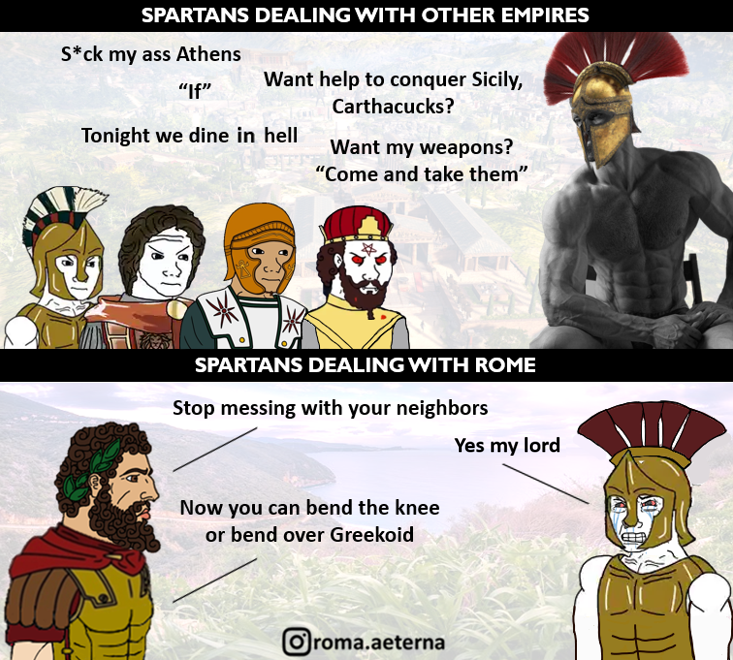 SPARTANS DEALING WITH OTHER EMPIRES
S*ck my ass Athens
“If”
Want help to conquer Sicily,
Carthacucks?
Tonight we dine in hell
Want my weapons?
“Come and take them”
SPARTANS DEALING WITH ROME
Stop messing with your neighbors
Yes my lord
Now you can bend the knee
or bend over Greekoid
roma.aeterna